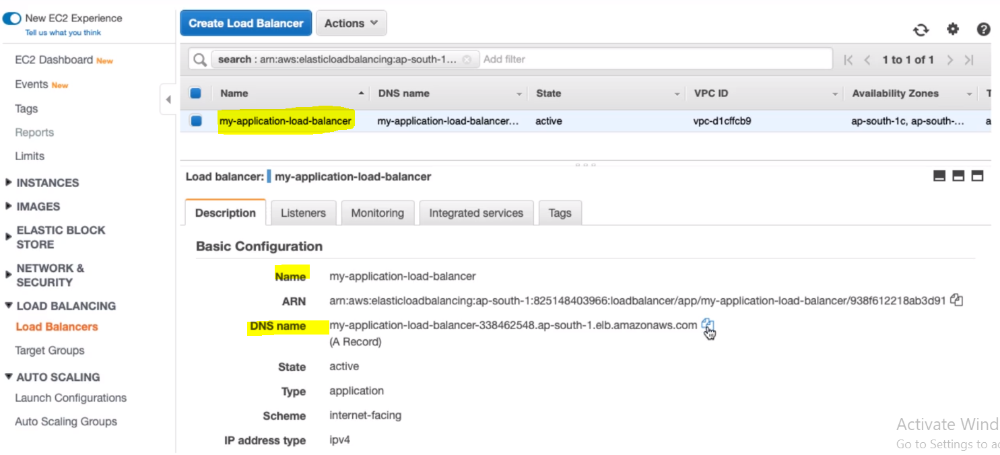 New EC2 Experience
Tell us what you think
EC2 Dashboard New
Events New
Tags
Reports
Limits
INSTANCES
IMAGES
ELASTIC BLOCK
STORE
NETWORK &
SECURITY
LOAD BALANCING
Load Balancers
Target Groups
AUTO SCALING
Launch Configurations
Auto Scaling Groups
Create Load Balancer Actions
search : arn:aws:elasticloadbalancing:ap-south-1... Add filter 1 to 1 of 1
Name DNS name State VPC ID Availability Zones T
my-application-load-balancer my-application-load-balancer... active vpc-d1cffcb9 ap-south-1c, ap-south-... a
Load balancer: my-application-load-balancer
Description Listeners Monitoring Integrated services Tags
Basic Configuration
Name my-application-load-balancer
ARN arn:aws:elasticloadbalancing:ap-south-1:825148403966:loadbalancer/app/my-application-load-balancer/938f612218ab3d91
DNS name my-application-load-balancer-338462548.ap-south-1.elb.amazonaws.com
(A Record)
State active
Type application
Scheme internet-facing
IP address type ipv4
Activate Wind
Go to Settings to ac